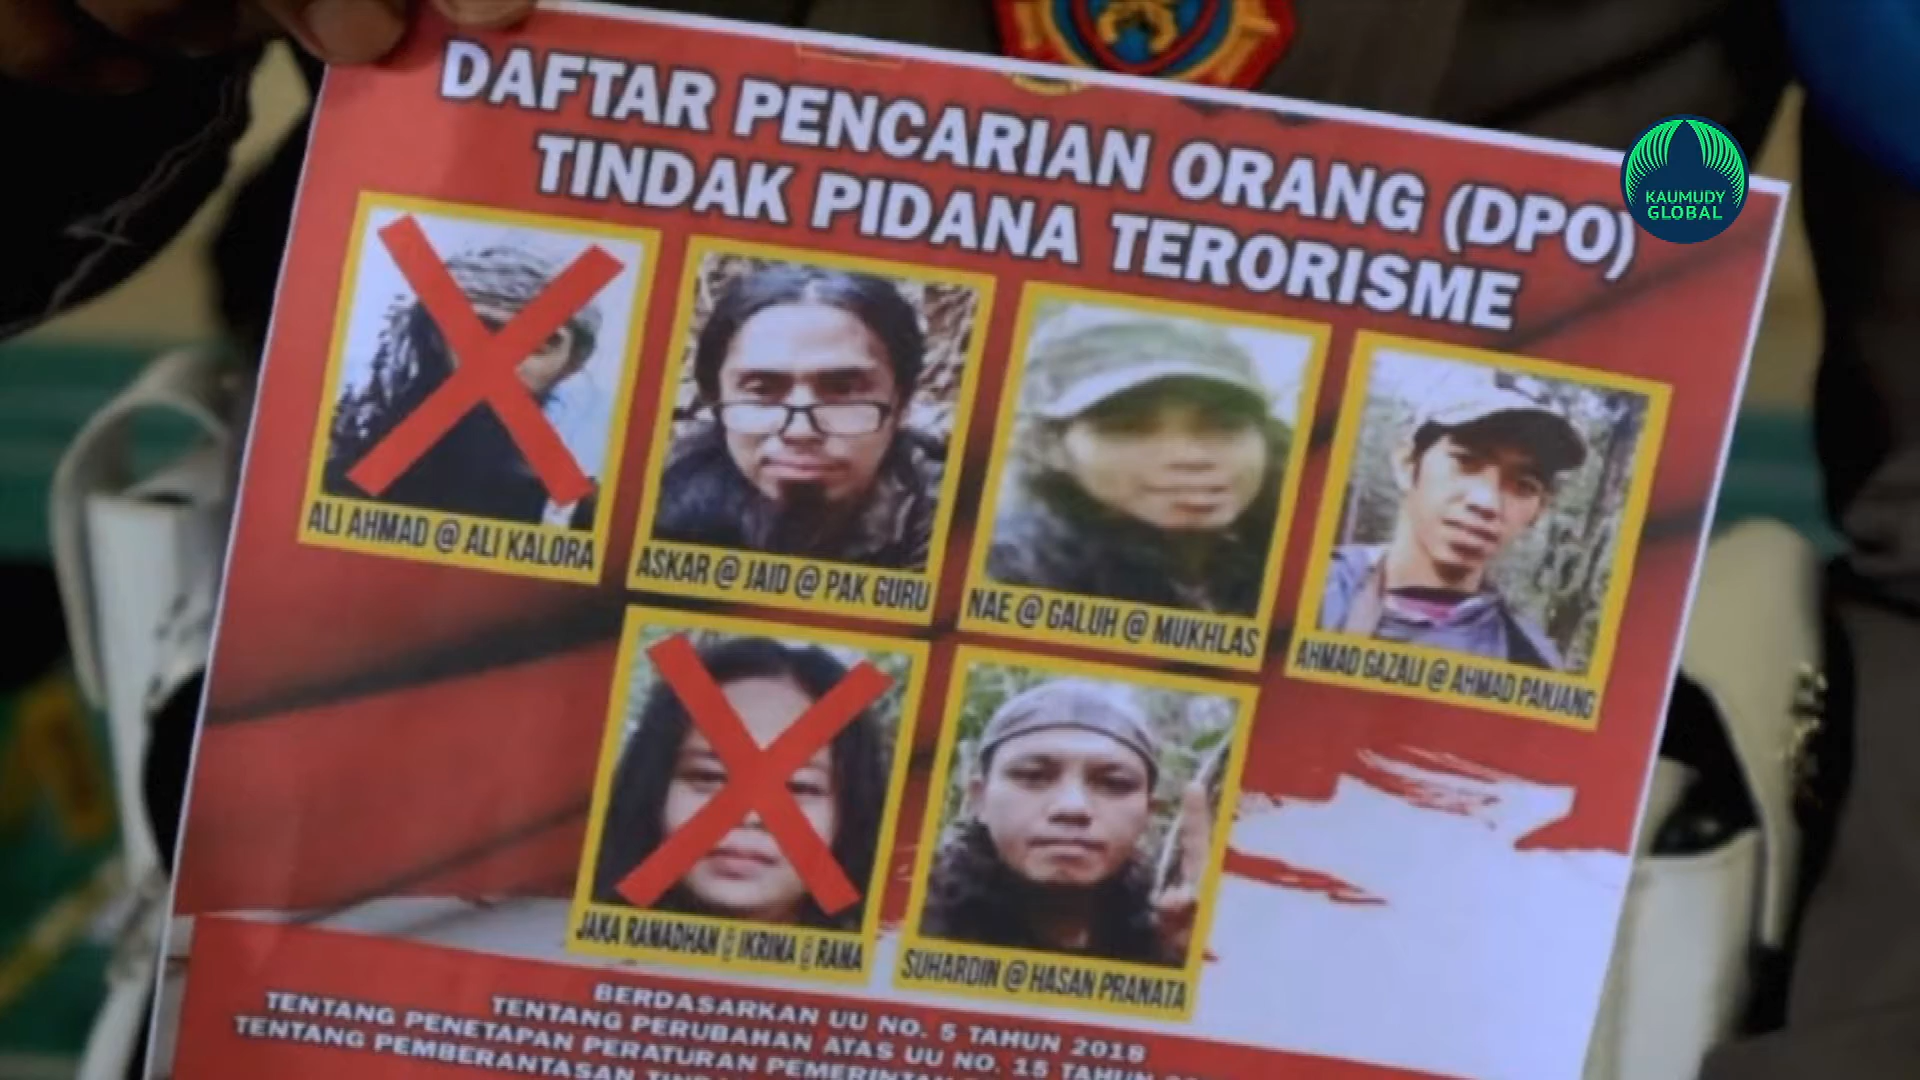 DAFTAR PENCARIAN ORANG (DPO)
TINDAK PIDANA TERORISME
KAUMUDY
GLOBAL
ALI AHMAD @ ALI KALORA
ASKAR @ JAID @ PAK GURU
NAE @ GALUH @ MUKHLAS
AHMAD GAZALI @ AHMAD PANJANG
JAKA RAMADHAN @ IKRIMA @ RAMA
SUHARDIN @ HASAN PRANATA
BERDASARKAN UU NO. 5 TAHUN 2018
TENTANG PERUBAHAN ATAS UU NO. 15 TAHUN
TENTANG PENETAPAN PERATURAN
TENTANG PEMBERANTASAN